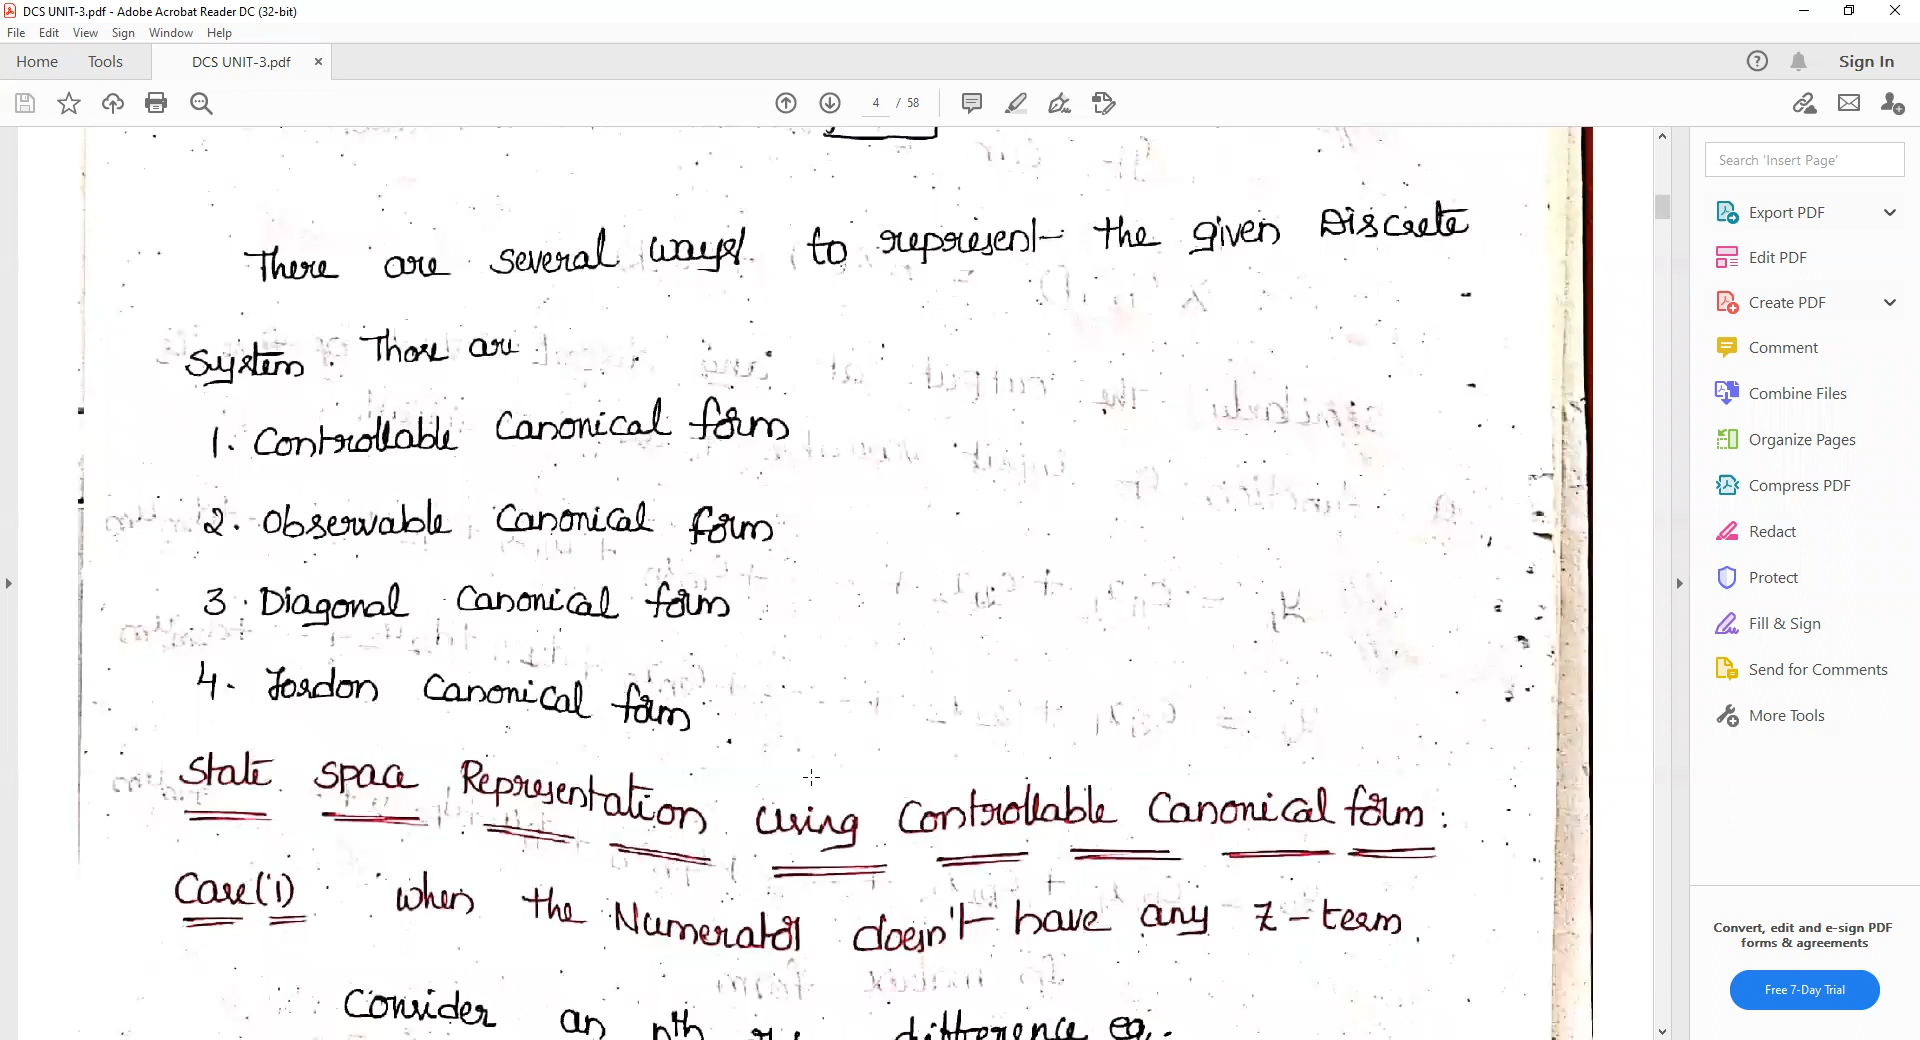 DCS UNIT-3.pdf - Adobe Acrobat Reader DC (32-bit)
File Edit View Sign Window Help
Home Tools DCS UNIT-3.pdf × Sign In
4 / 58
There are several ways to represent the given Discrete
System. Those are
1. Controllable Canonical form
2. Observable Canonical form
3. Diagonal Canonical form
4. Jordon Canonical form
State Space Representation using Controllable Canonical form :
Case(1) when the Numerator doesn't have any Z-term.
Consider an nth difference eq.
Search 'Insert Page'
Export PDF
Edit PDF
Create PDF
Comment
Combine Files
Organize Pages
Compress PDF
Redact
Protect
Fill & Sign
Send for Comments
More Tools
Convert, edit and e-sign PDF
forms & agreements
Free 7-Day Trial